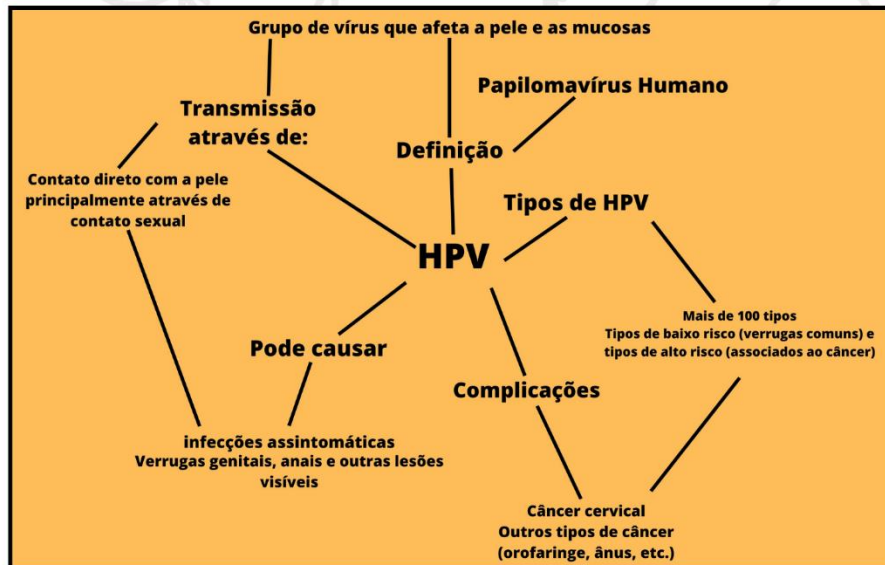 Grupo de vírus que afeta a pele e as mucosas
Papilomavírus Humano
Transmissão
através de:
Definição
Contato direto com a pele
principalmente através de
contato sexual
Tipos de HPV
HPV
Mais de 100 tipos
Tipos de baixo risco (verrugas comuns) e
tipos de alto risco (associados ao câncer)
Pode causar
Complicações
infecções assintomáticas
Verrugas genitais, anais e outras lesões
visíveis
Câncer cervical
Outros tipos de câncer
(orofaringe, ânus, etc.)